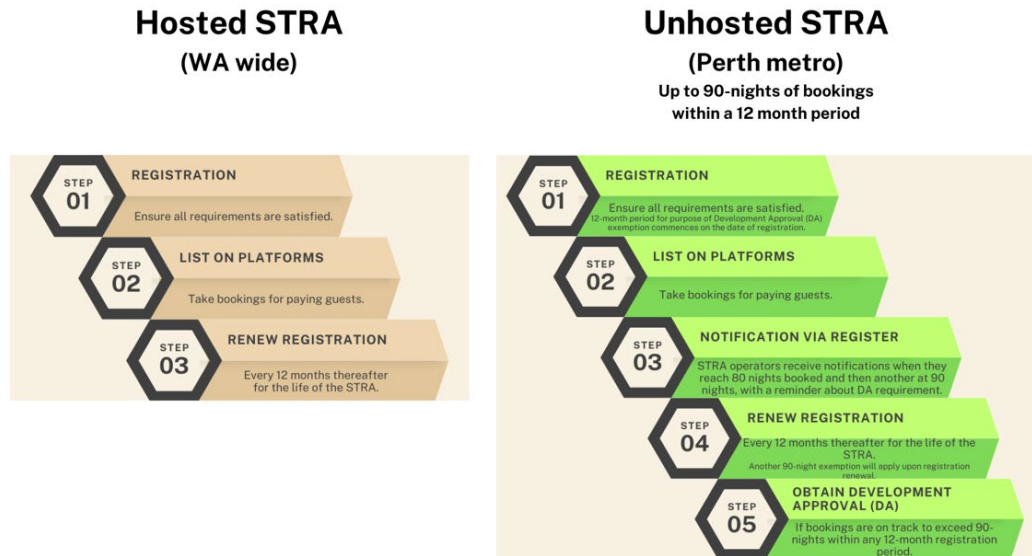 Hosted STRA
(WA wide)
STEP
01
REGISTRATION
Ensure all requirements are satisfied.
STEP
02
LIST ON PLATFORMS
Take bookings for paying guests.
STEP
03
RENEW REGISTRATION
Every 12 months thereafter
for the life of the STRA.
Unhosted STRA
(Perth metro)
Up to 90-nights of bookings
within a 12 month period
STEP
01
REGISTRATION
Ensure all requirements are satisfied.
12-month period for purpose of Development Approval (DA)
exemption commences on the date of registration.
STEP
02
LIST ON PLATFORMS
Take bookings for paying guests.
STEP
03
NOTIFICATION VIA REGISTER
STRA operators receive notifications when they
reach 80 nights booked and then another at 90
nights, with a reminder about DA requirement.
STEP
04
RENEW REGISTRATION
Every 12 months thereafter for the life of the
STRA.
Another 90-night exemption will apply upon registration
renewal.
STEP
05
OBTAIN DEVELOPMENT
APPROVAL (DA)
If bookings are on track to exceed 90-
nights within any 12-month registration
period.